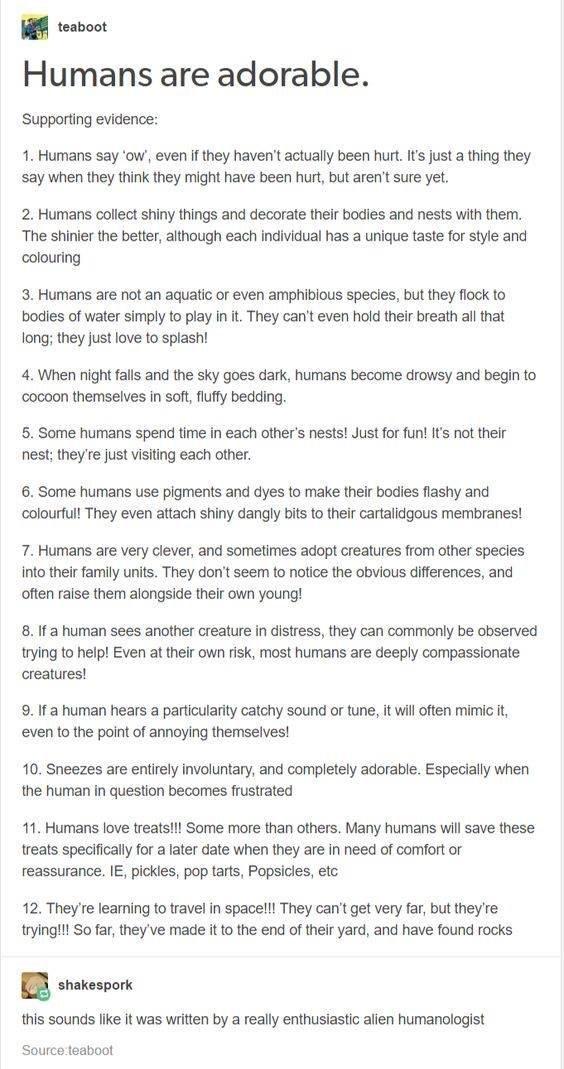 teaboot
Humans are adorable.
Supporting evidence:
1. Humans say ‘ow’, even if they haven’t actually been hurt. It’s just a thing they
say when they think they might have been hurt, but aren’t sure yet.
2. Humans collect shiny things and decorate their bodies and nests with them.
The shinier the better, although each individual has a unique taste for style and
colouring
3. Humans are not an aquatic or even amphibious species, but they flock to
bodies of water simply to play in it. They can’t even hold their breath all that
long; they just love to splash!
4. When night falls and the sky goes dark, humans become drowsy and begin to
cocoon themselves in soft, fluffy bedding.
5. Some humans spend time in each other’s nests! Just for fun! It’s not their
nest; they’re just visiting each other.
6. Some humans use pigments and dyes to make their bodies flashy and
colourful! They even attach shiny dangly bits to their cartalidgous membranes!
7. Humans are very clever, and sometimes adopt creatures from other species
into their family units. They don’t seem to notice the obvious differences, and
often raise them alongside their own young!
8. If a human sees another creature in distress, they can commonly be observed
trying to help! Even at their own risk, most humans are deeply compassionate
creatures!
9. If a human hears a particularity catchy sound or tune, it will often mimic it,
even to the point of annoying themselves!
10. Sneezes are entirely involuntary, and completely adorable. Especially when
the human in question becomes frustrated
11. Humans love treats!!! Some more than others. Many humans will save these
treats specifically for a later date when they are in need of comfort or
reassurance. IE, pickles, pop tarts, Popsicles, etc
12. They’re learning to travel in space!!! They can’t get very far, but they’re
trying!!! So far, they’ve made it to the end of their yard, and have found rocks
shakespork
this sounds like it was written by a really enthusiastic alien humanologist
Source:teaboot